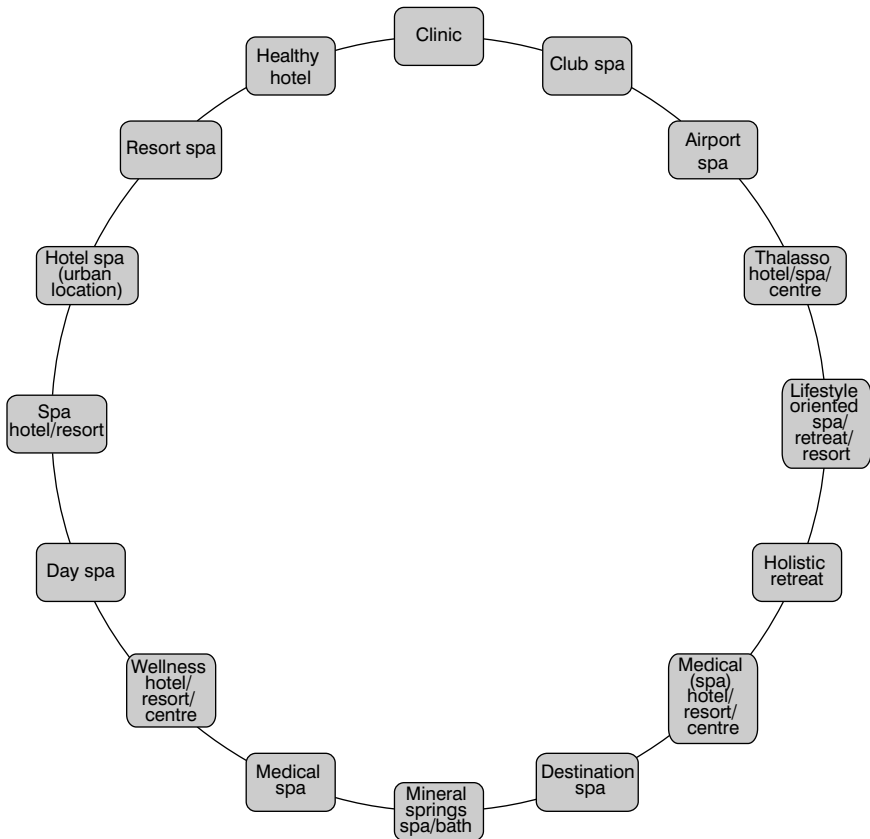 Clinic
Club spa
Airport
spa
Thalasso
hotel/spa/
centre
Lifestyle
oriented
spa/
retreat/
resort
Holistic
retreat
Medical
(spa)
hotel/
resort/
centre
Destination
spa
Mineral
springs
spa/bath
Medical
spa
Wellness
hotel/
resort/
centre
Day spa
Spa
hotel/resort
Hotel spa
(urban
location)
Resort spa
Healthy
hotel